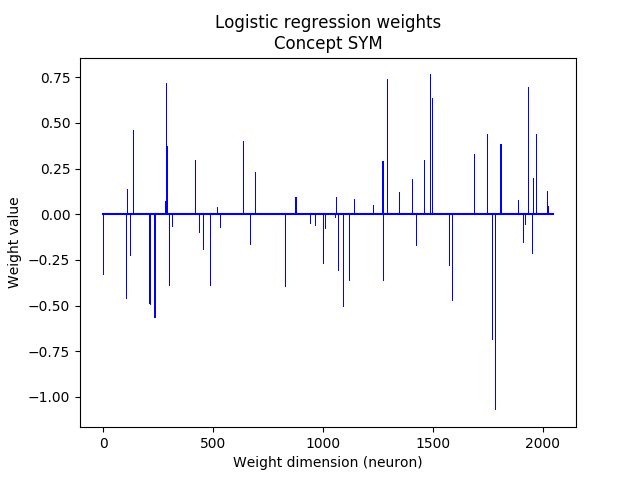 Logistic regression weights
Concept SYM
0.75
0.50
0.25
0.00
−0.25
−0.50
−0.75
−1.00
Weight value
0 500 1000 1500 2000
Weight dimension (neuron)